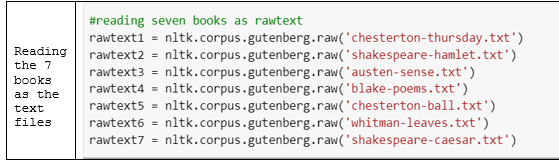 Reading
the 7
books
as the
text
files
#reading seven books as rawtext
rawtext1 = nltk.corpus.gutenberg.raw('chesterton-thursday.txt')
rawtext2 = nltk.corpus.gutenberg.raw('shakespeare-hamlet.txt')
rawtext3 = nltk.corpus.gutenberg.raw('austen-sense.txt')
rawtext4 = nltk.corpus.gutenberg.raw('blake-poems.txt')
rawtext5 = nltk.corpus.gutenberg.raw('chesterton-ball.txt')
rawtext6 = nltk.corpus.gutenberg.raw('whitman-leaves.txt')
rawtext7 = nltk.corpus.gutenberg.raw('shakespeare-caesar.txt')